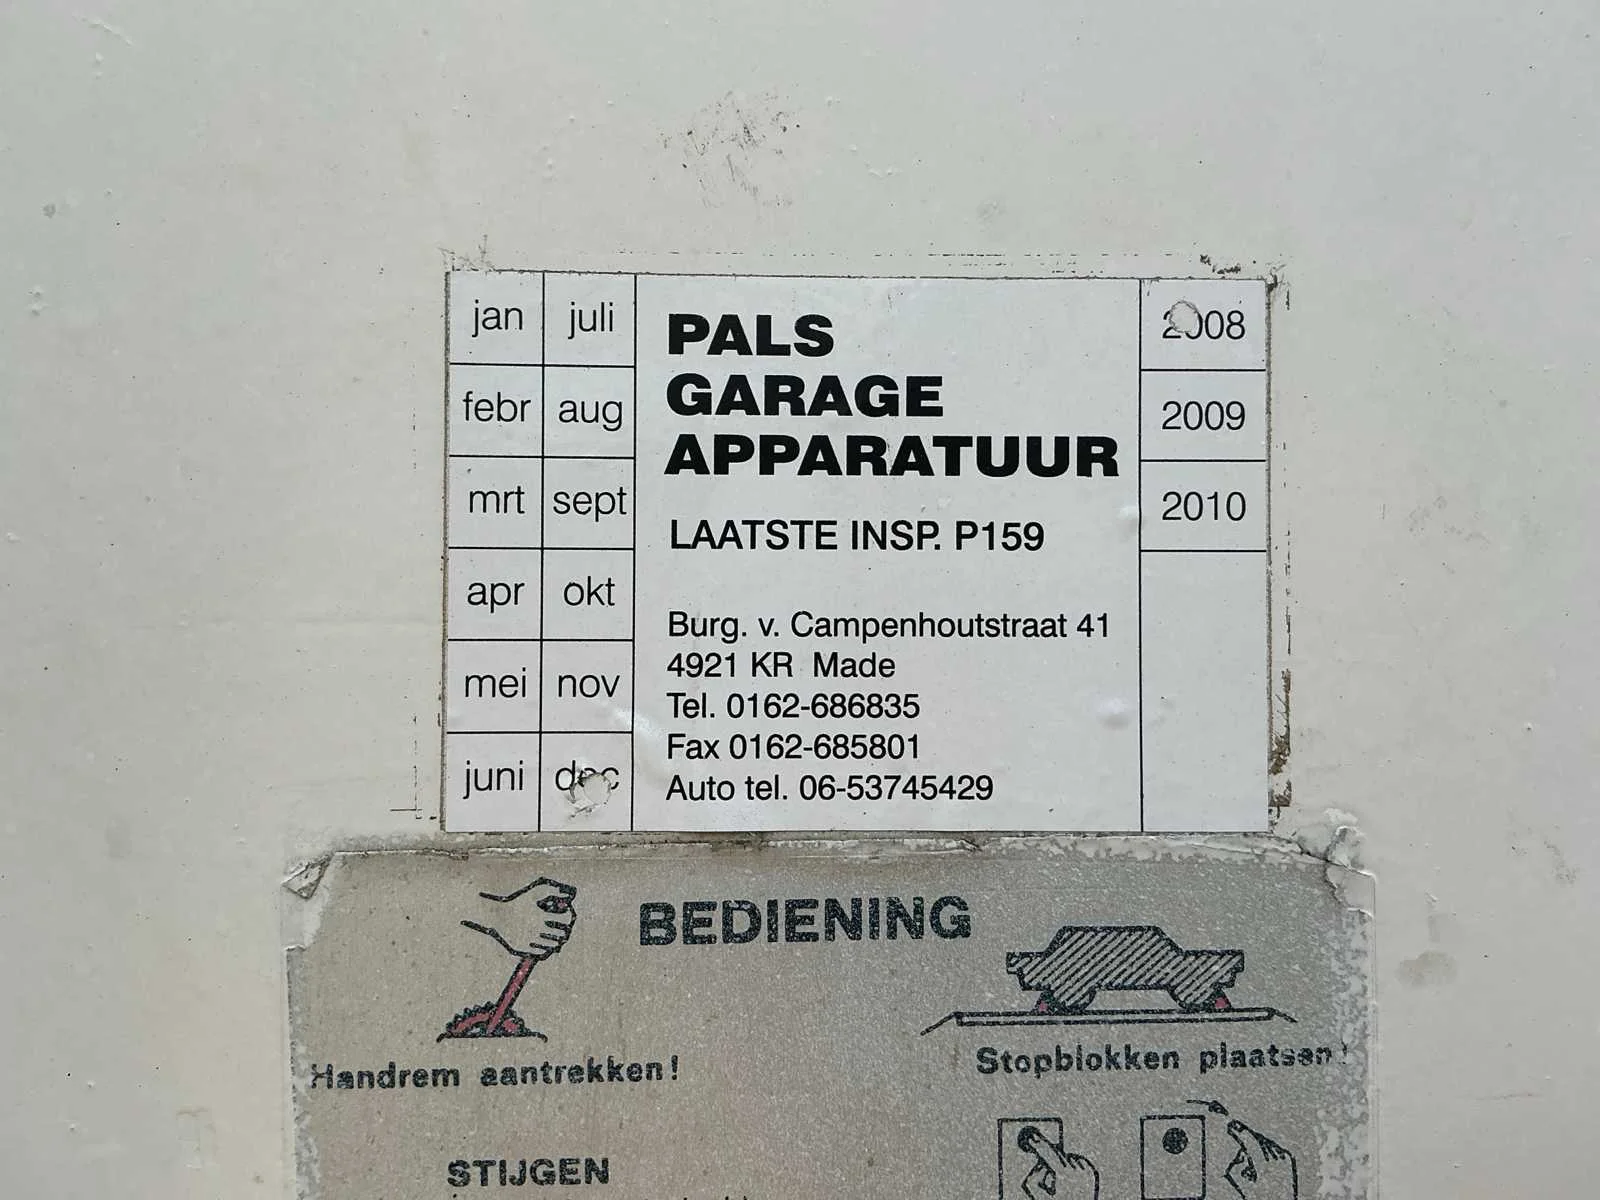 jan juli
febr aug
mrt sept
apr okt
mei nov
juni dec
PALS
GARAGE
APPARATUUR
LAATSTE INSP. P159
Burg. v. Campenhoutstraat 41
4921 KR Made
Tel. 0162-686835
Fax 0162-685801
Auto tel. 06-53745429
2008
2009
2010
BEDIENING
Handrem aantrekken!
Stopblokken plaatsen!
STIJGEN